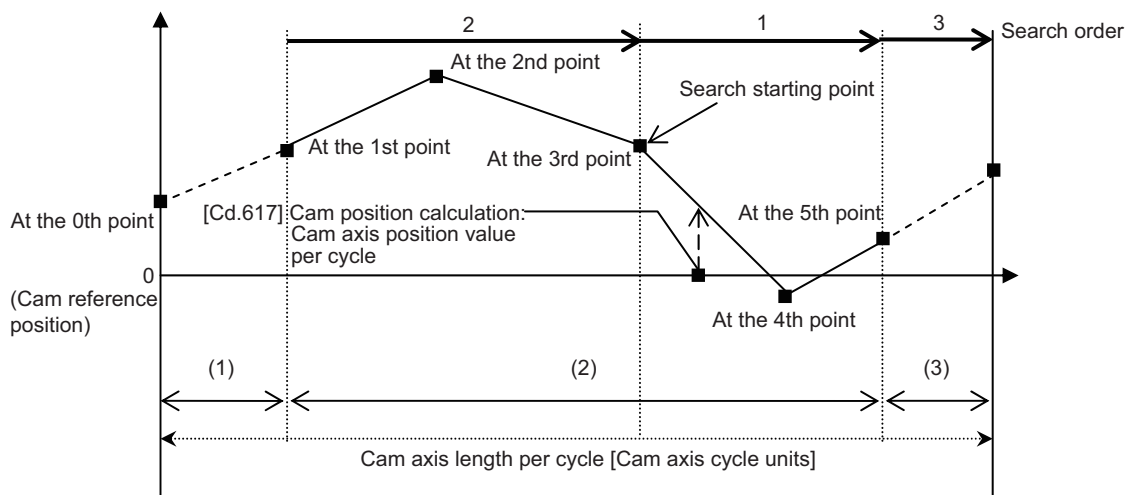 2
1
3
Search order
At the 2nd point
Search starting point
At the 1st point
At the 3rd point
At the 0th point
[Cd.617] Cam position calculation:
Cam axis position value
per cycle
At the 5th point
0
(Cam reference
position)
At the 4th point
(1)
(2)
(3)
Cam axis length per cycle [Cam axis cycle units]